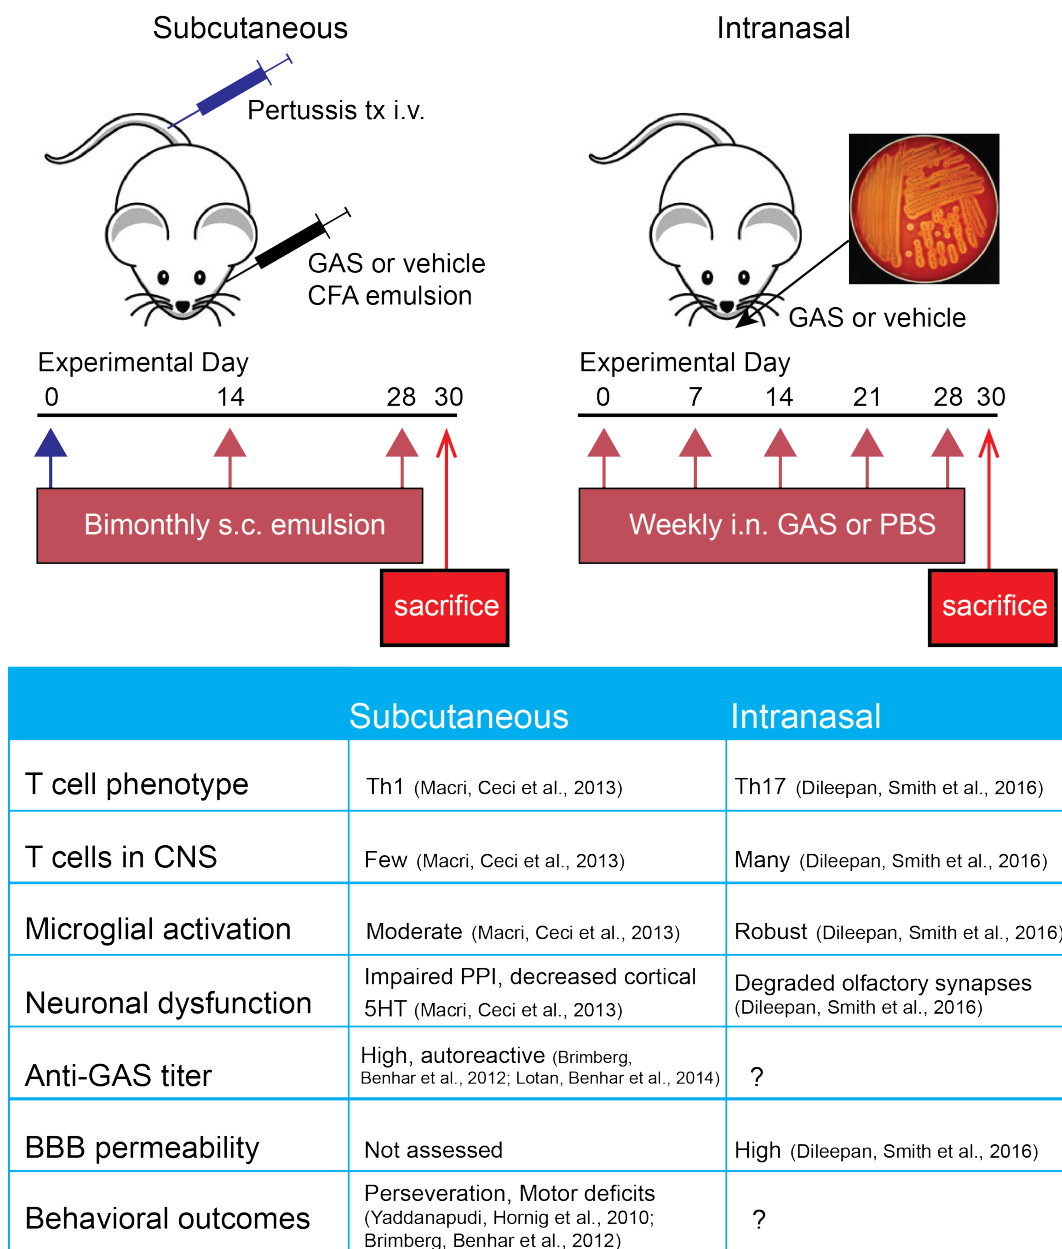 Subcutaneous
Intranasal
Pertussis tx i.v.
GAS or vehicle
CFA emulsion
GAS or vehicle
Experimental Day
0 14 28 30
Bimonthly s.c. emulsion
sacrifice
Experimental Day
0 7 14 21 28 30
Weekly i.n. GAS or PBS
sacrifice
Subcutaneous Intranasal
T cell phenotype Th1 (Macri, Ceci et al., 2013) Th17 (Dileepan, Smith et al., 2016)
T cells in CNS Few (Macri, Ceci et al., 2013) Many (Dileepan, Smith et al., 2016)
Microglial activation Moderate (Macri, Ceci et al., 2013) Robust (Dileepan, Smith et al., 2016)
Neuronal dysfunction
Impaired PPI, decreased cortical
5HT (Macri, Ceci et al., 2013)
Degraded olfactory synapses
(Dileepan, Smith et al., 2016)
Anti-GAS titer
High, autoreactive (Brimberg,
Benhar et al., 2012; Lotan, Benhar et al., 2014)
?
BBB permeability Not assessed High (Dileepan, Smith et al., 2016)
Behavioral outcomes
Perseveration, Motor deficits
(Yaddanapudi, Hornig et al., 2010;
Brimberg, Benhar et al., 2012)
?